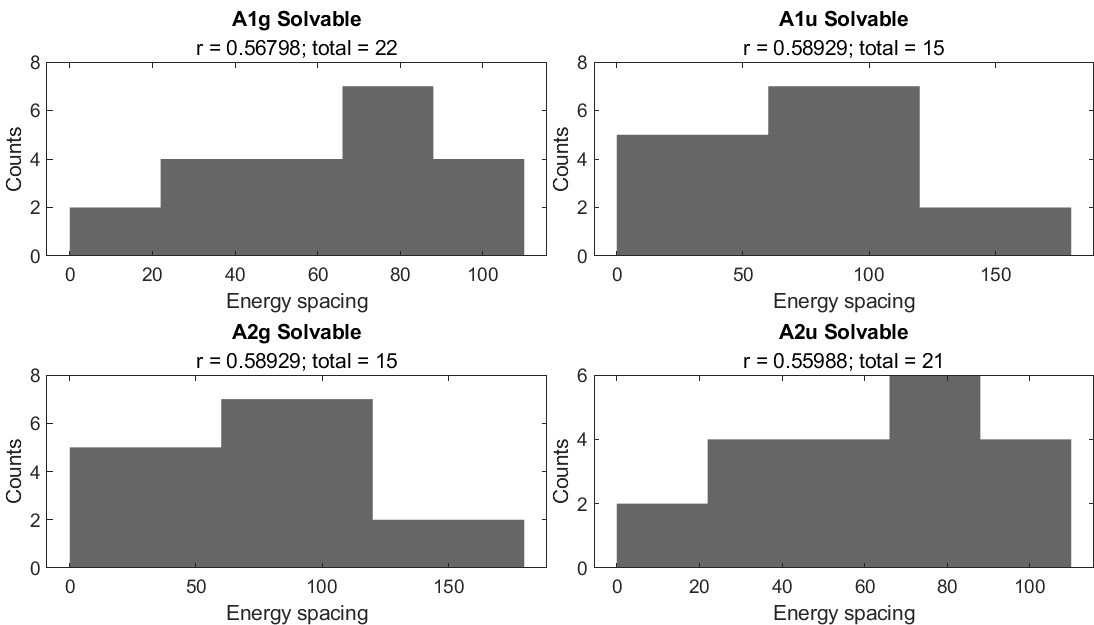 A1g Solvable
r = 0.56798; total = 22
8
6
4
2
0
Counts
0 20 40 60 80 100
Energy spacing
A1u Solvable
r = 0.58929; total = 15
8
6
4
2
0
Counts
0 50 100 150
Energy spacing
A2g Solvable
r = 0.58929; total = 15
8
6
4
2
0
Counts
0 50 100 150
Energy spacing
A2u Solvable
r = 0.55988; total = 21
6
4
2
0
Counts
0 20 40 60 80 100
Energy spacing